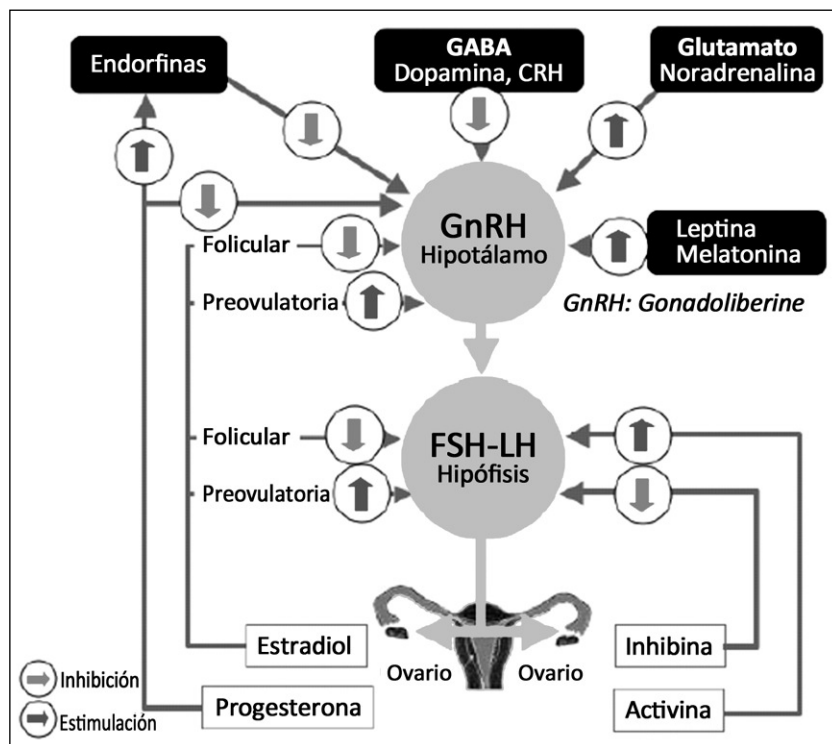 Endorfinas
GABA
Dopamina, CRH
Glutamato
Noradrenalina
GnRH
Hipotálamo
Folicular
Preovulatoria
Leptina
Melatonina
GnRH: Gonadoliberine
Folicular
Preovulatoria
FSH-LH
Hipófisis
Estradiol
Ovario
Ovario
Inhibina
Inhibición
Estimulación
Progesterona
Activina